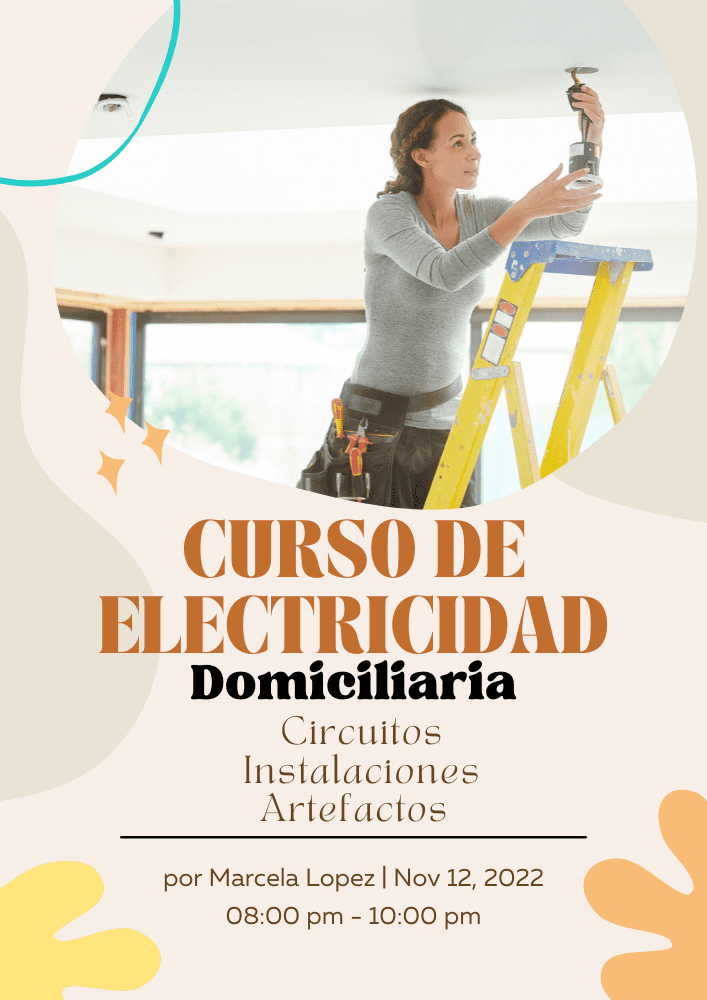 CURSO DE
ELECTRICIDAD
Domiciliaria
Circuitos
Instalaciones
Artefactos
por Marcela Lopez | Nov 12, 2022
08:00 pm - 10:00 pm